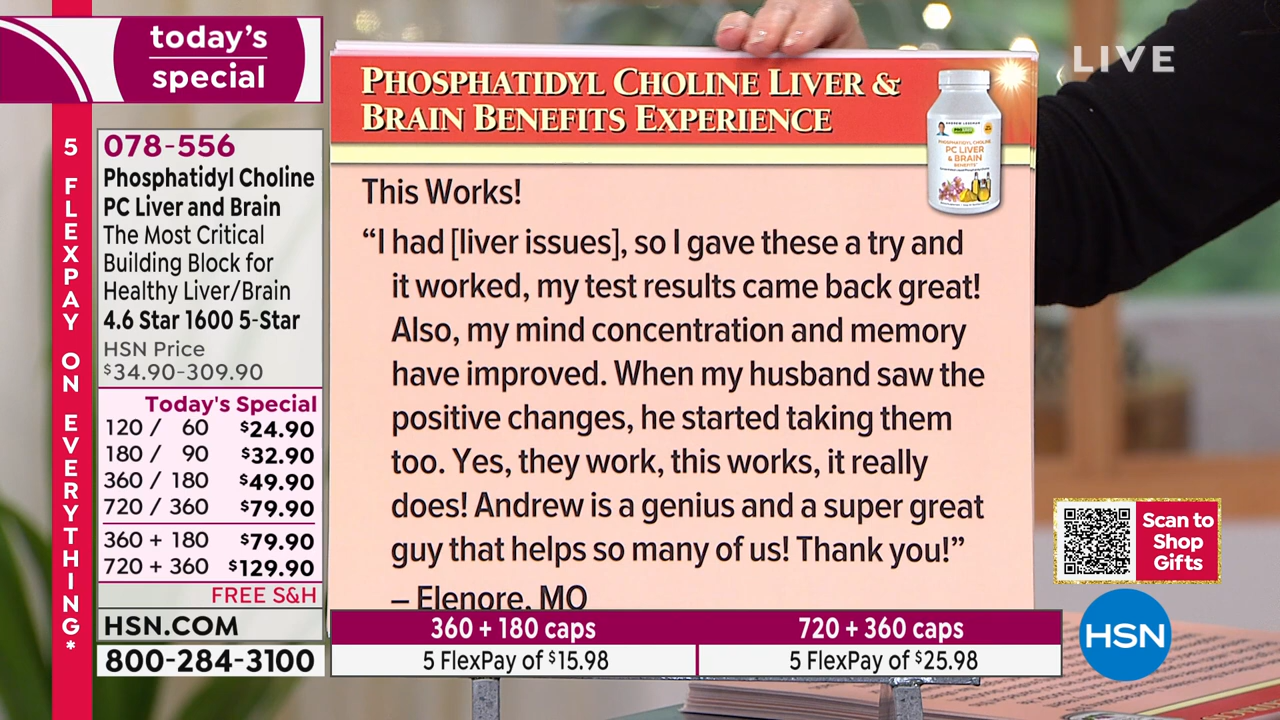 today's
special
LIVE
5 FLEXPAY ON EVERYTHING*
078-556
Phosphatidyl Choline
PC Liver and Brain
The Most Critical
Building Block for
Healthy Liver/Brain
4.6 Star 1600 5-Star
HSN Price
$34.90-309.90
Today's Special
120 / 60 $24.90
180 / 90 $32.90
360 / 180 $49.90
720 / 360 $79.90
360 + 180 $79.90
720 + 360 $129.90
FREE S&H
HSN.COM
800-284-3100
PHOSPHATIDYL CHOLINE LIVER &
BRAIN BENEFITS EXPERIENCE
ANDREW LESSMAN
PHOSPHATIDYL CHOLINE
PC LIVER
& BRAIN
BENEFITS
This Works!
“I had [liver issues], so I gave these a try and
it worked, my test results came back great!
Also, my mind concentration and memory
have improved. When my husband saw the
positive changes, he started taking them
too. Yes, they work, this works, it really
does! Andrew is a genius and a super great
guy that helps so many of us! Thank you!”
– Elenore, MO
360 + 180 caps
5 FlexPay of $15.98
720 + 360 caps
5 FlexPay of $25.98
Scan to
Shop
Gifts
HSN